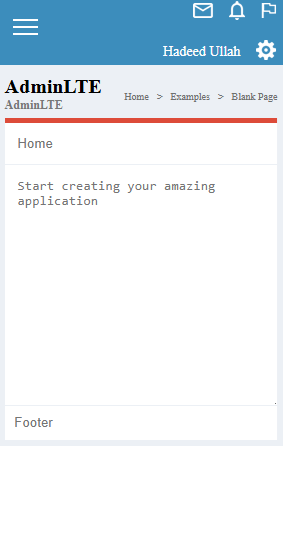 Hadeed Ullah
AdminLTE
AdminLTE
Home > Examples > Blank Page
Home
Start creating your amazing
application
Footer